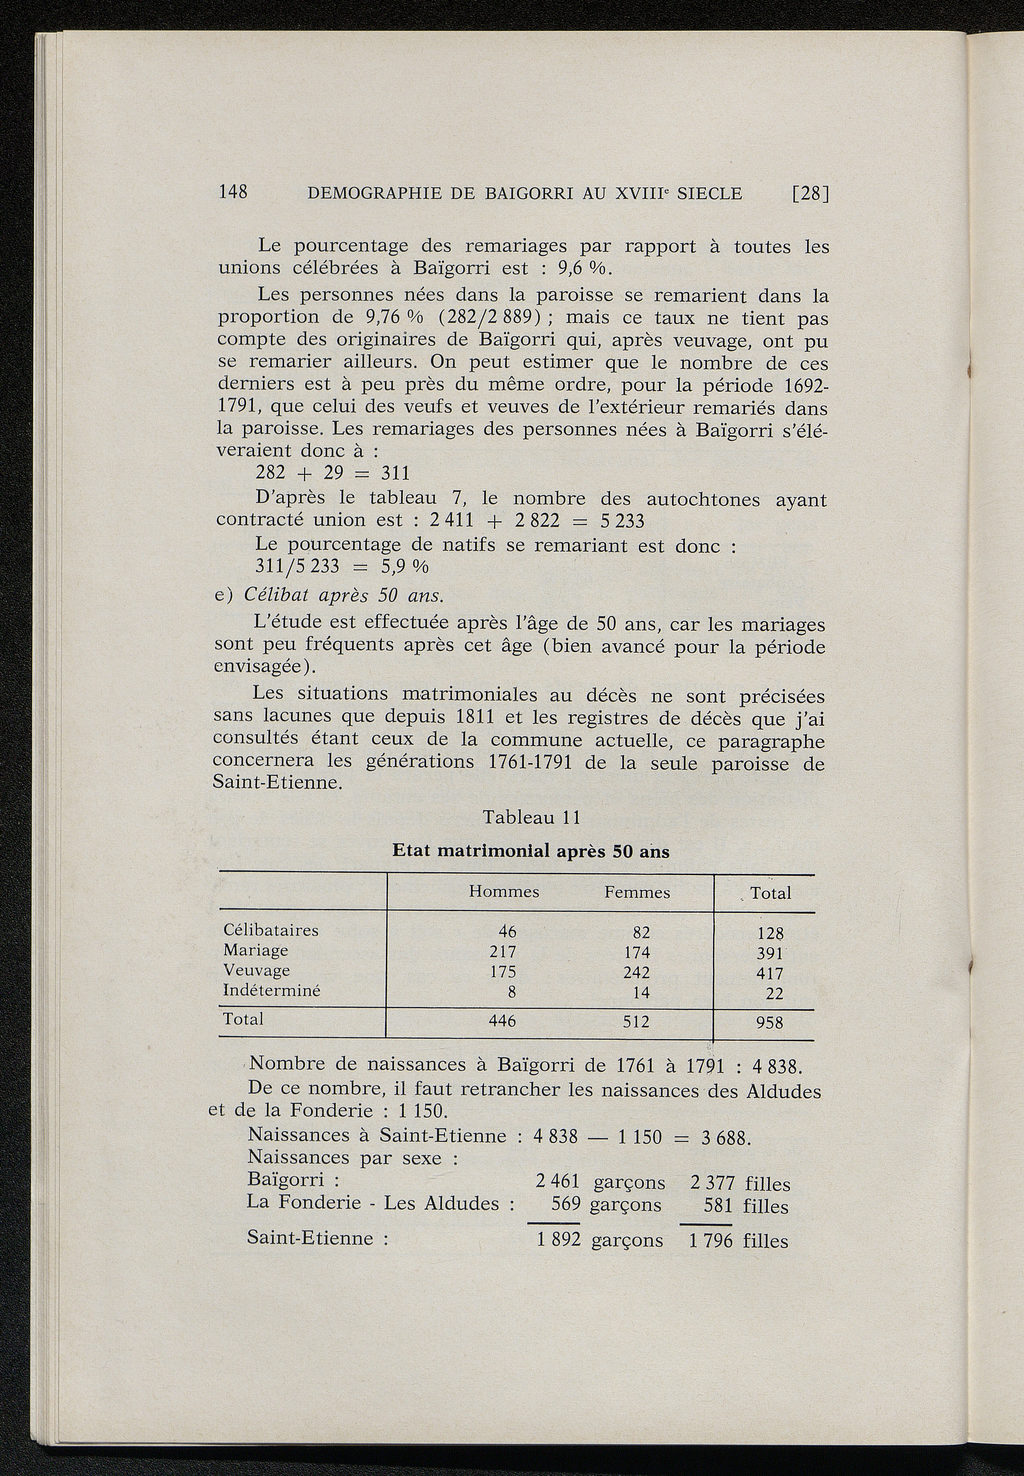 148 DEMOGRAPHIE DE BAIGORRI AU XVIIIe SIECLE [28]
Le pourcentage des remariages par rapport à toutes les
unions célébrées à Baïgorri est : 9,6 %.
Les personnes nées dans la paroisse se remarient dans la
proportion de 9,76 % (282/2 889) ; mais ce taux ne tient pas
compte des originaires de Baïgorri qui, après veuvage, ont pu
se remarier ailleurs. On peut estimer que le nombre de ces
derniers est à peu près du même ordre, pour la période 1692-
1791, que celui des veufs et veuves de l'extérieur remariés dans
la paroisse. Les remariages des personnes nées à Baïgorri s'élé-
veraient donc à :
282 + 29 = 311
D'après le tableau 7, le nombre des autochtones ayant
contracté union est : 2 411 + 2 822 = 5 233
Le pourcentage de natifs se remariant est donc :
311/5 233 = 5,9 %
e) Célibat après 50 ans.
L'étude est effectuée après l'âge de 50 ans, car les mariages
sont peu fréquents après cet âge (bien avancé pour la période
envisagée).
Les situations matrimoniales au décès ne sont précisées
sans lacunes que depuis 1811 et les registres de décès que j'ai
consultés étant ceux de la commune actuelle, ce paragraphe
concernera les générations 1761-1791 de la seule paroisse de
Saint-Etienne.
Tableau 11
Etat matrimonial après 50 ans
Hommes Femmes Total
Célibataires 46 82 128
Mariage 217 174 391
Veuvage 175 242 417
Indéterminé 8 14 22
Total 446 512 958
Nombre de naissances à Baïgorri de 1761 à 1791 : 4 838.
De ce nombre, il faut retrancher les naissances des Aldudes
et de la Fonderie : 1 150.
Naissances à Saint-Etienne : 4 838 — 1 150 = 3 688.
Naissances par sexe :
Baïgorri : 2 461 garçons 2 377 filles
La Fonderie - Les Aldudes : 569 garçons 581 filles
Saint-Etienne : 1 892 garçons 1 796 filles